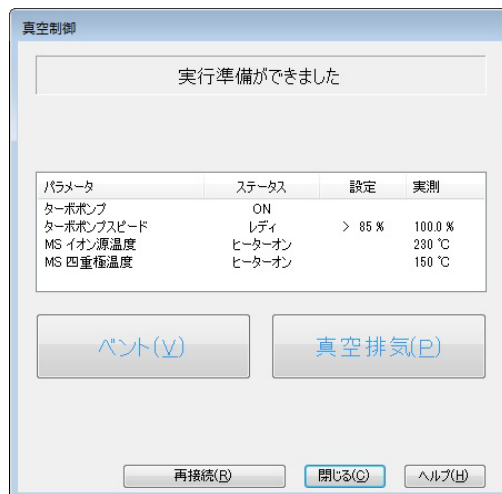 真空制御
実行準備ができました
パラメータ ステータス 設定 実測
ターボポンプ ON
ターボポンプスピード レディ > 85 % 100.0 %
MS イオン源温度 ヒーターオン 230 ℃
MS 四重極温度 ヒーターオン 150 ℃
ベント(V) 真空排気(P)
再接続(R) 閉じる(C) ヘルプ(H)